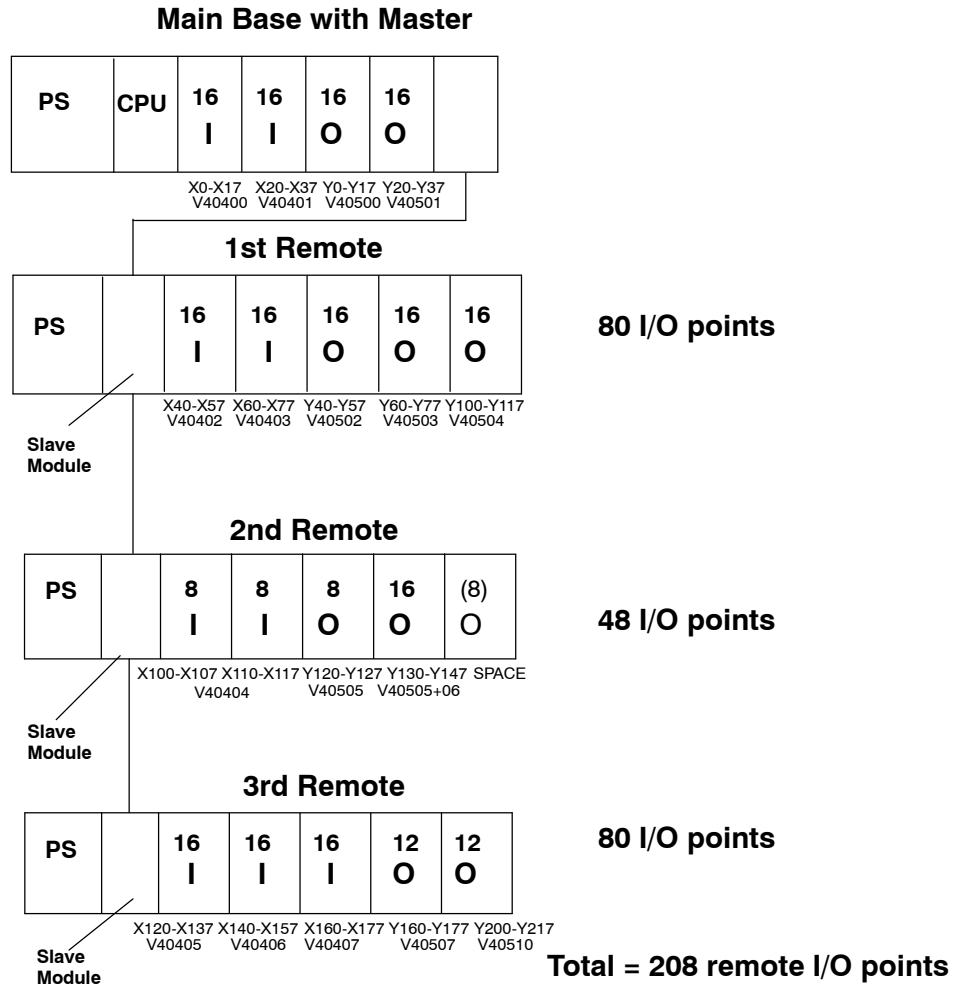 Main Base with Master
PS CPU 16 16 16 16
I I O O
X0-X17 X20-X37 Y0-Y17 Y20-Y37
V40400 V40401 V40500 V40501
1st Remote
PS 16 16 16 16 16
I I O O O
80 I/O points
X40-X57 X60-X77 Y40-Y57 Y60-Y77 Y100-Y117
V40402 V40403 V40502 V40503 V40504
Slave
Module
2nd Remote
PS 8 8 8 16 (8)
I I O O O
48 I/O points
X100-X107 X110-X117 Y120-Y127 Y130-Y147 SPACE
V40404 V40505 V40505+06
Slave
Module
3rd Remote
PS 16 16 16 12 12
I I I O O
80 I/O points
X120-X137 X140-X157 X160-X177 Y160-Y177 Y200-Y217
V40405 V40406 V40407 V40507 V40510
Slave
Module
Total = 208 remote I/O points